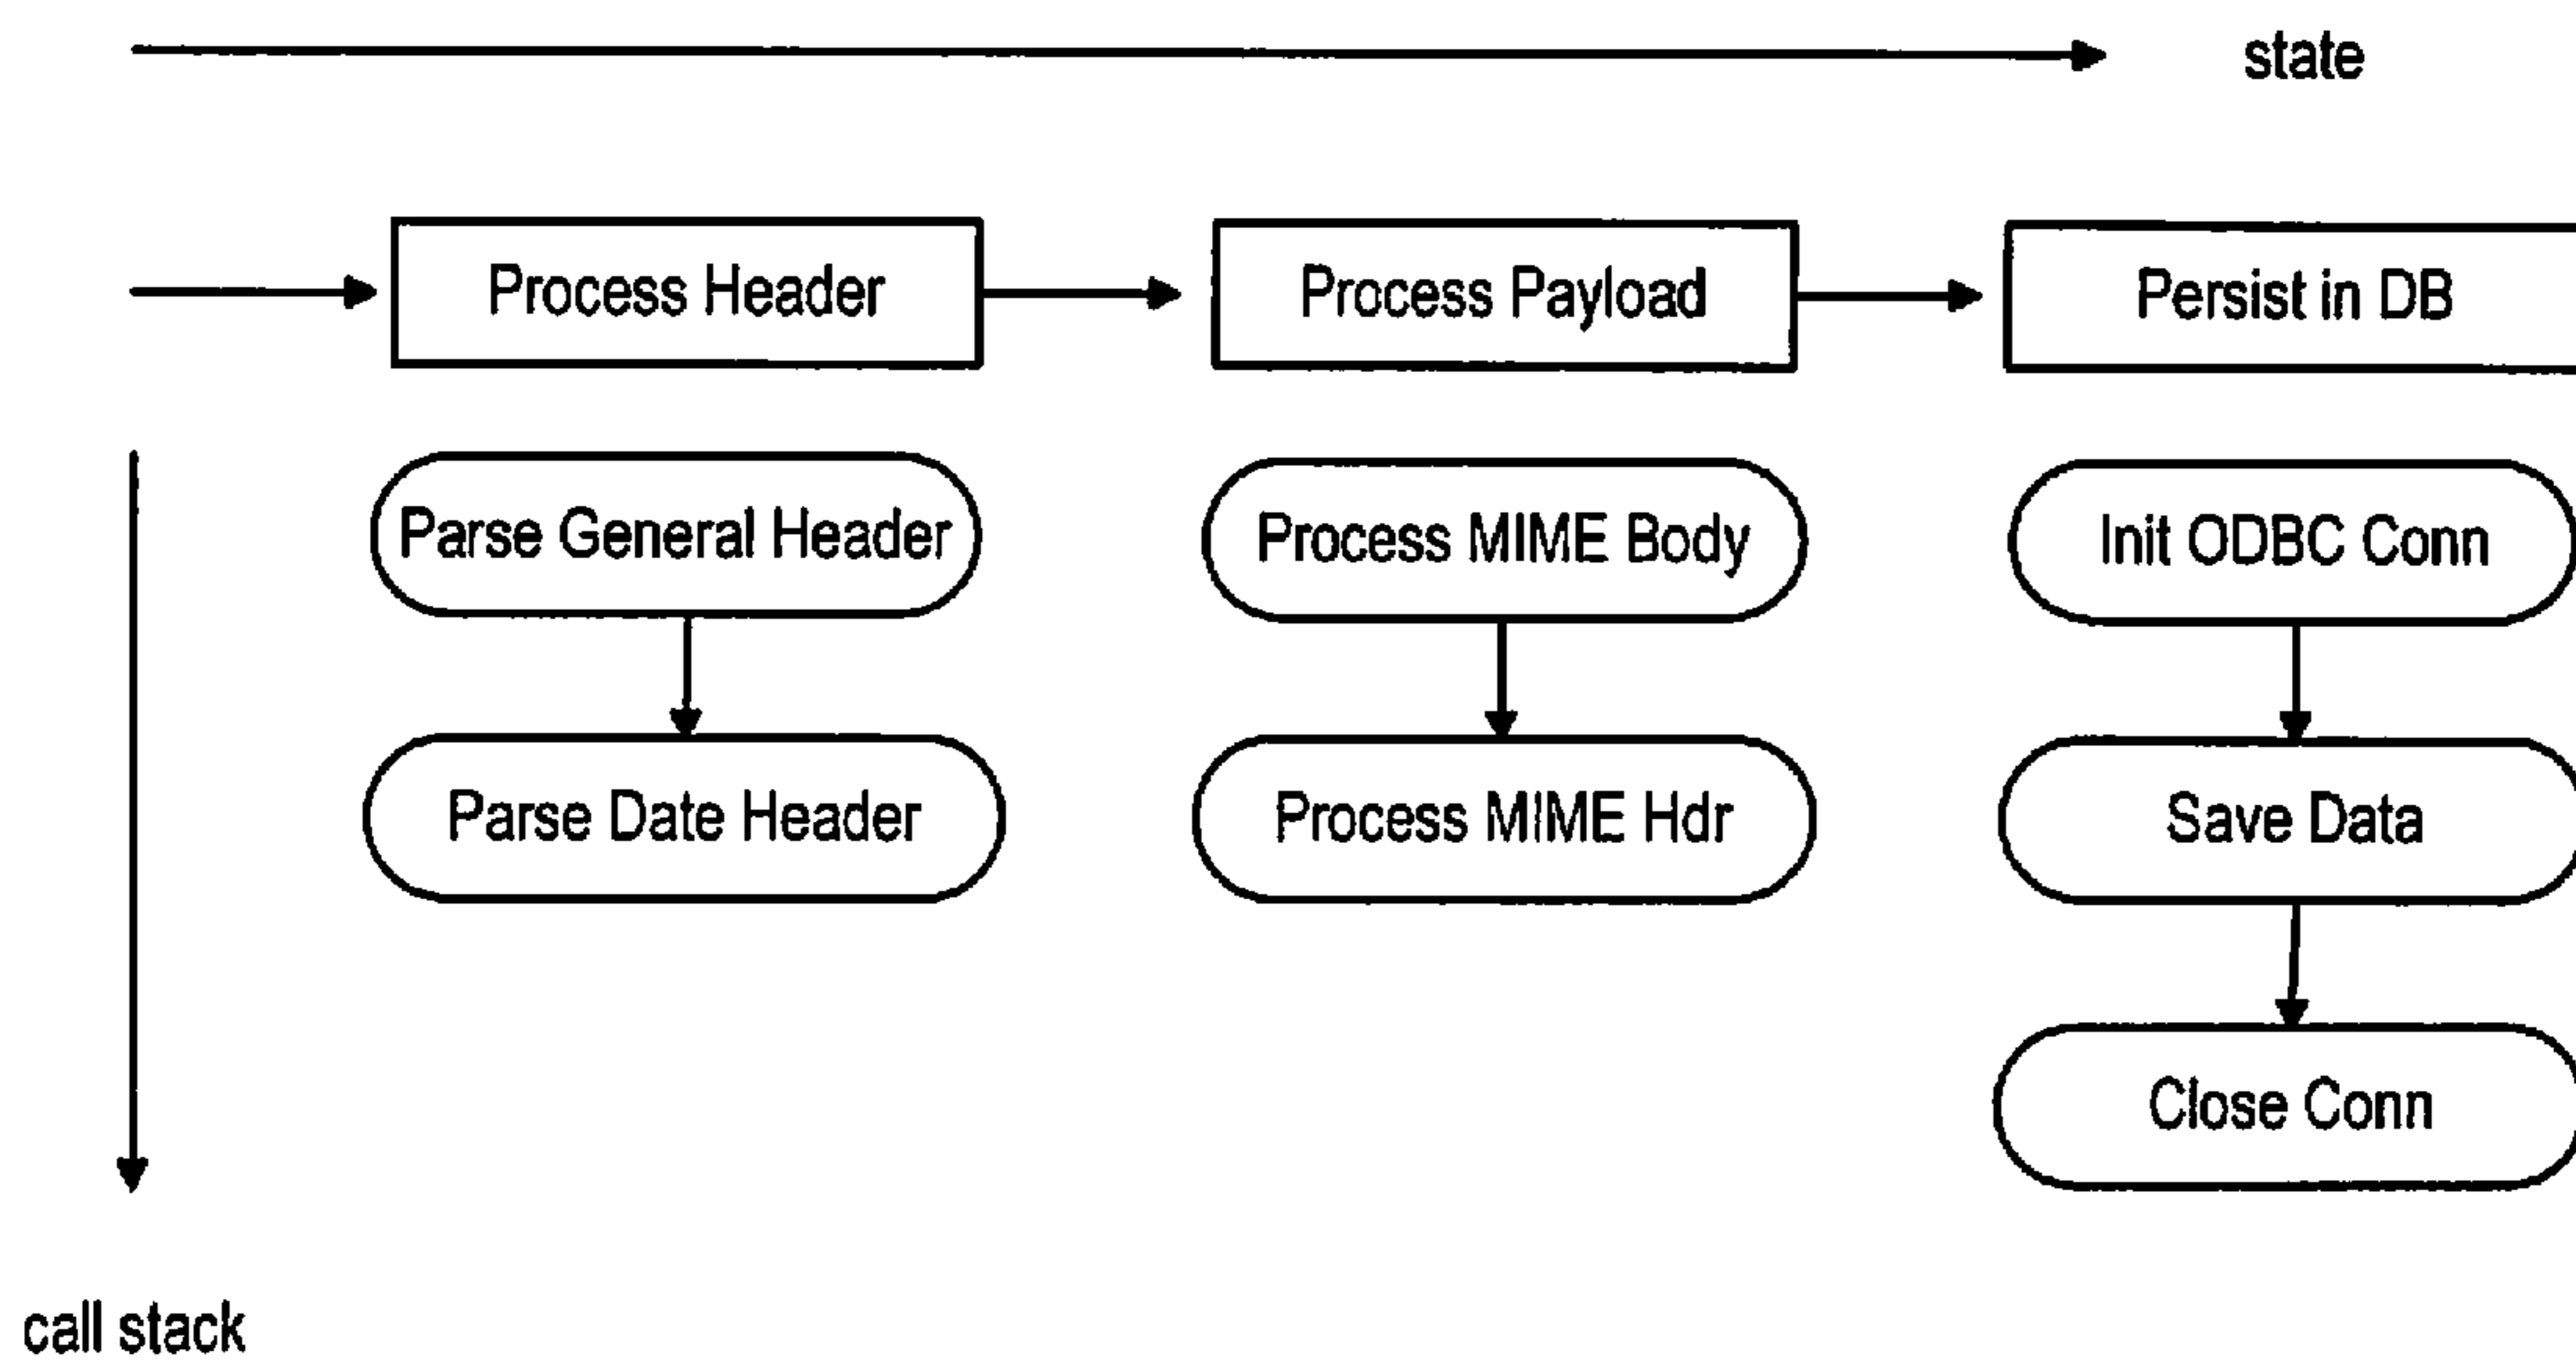 state
Process Header
Process Payload
Persist in DB
Parse General Header
Process MIME Body
Init ODBC Conn
Parse Date Header
Process MIME Hdr
Save Data
Close Conn
call stack